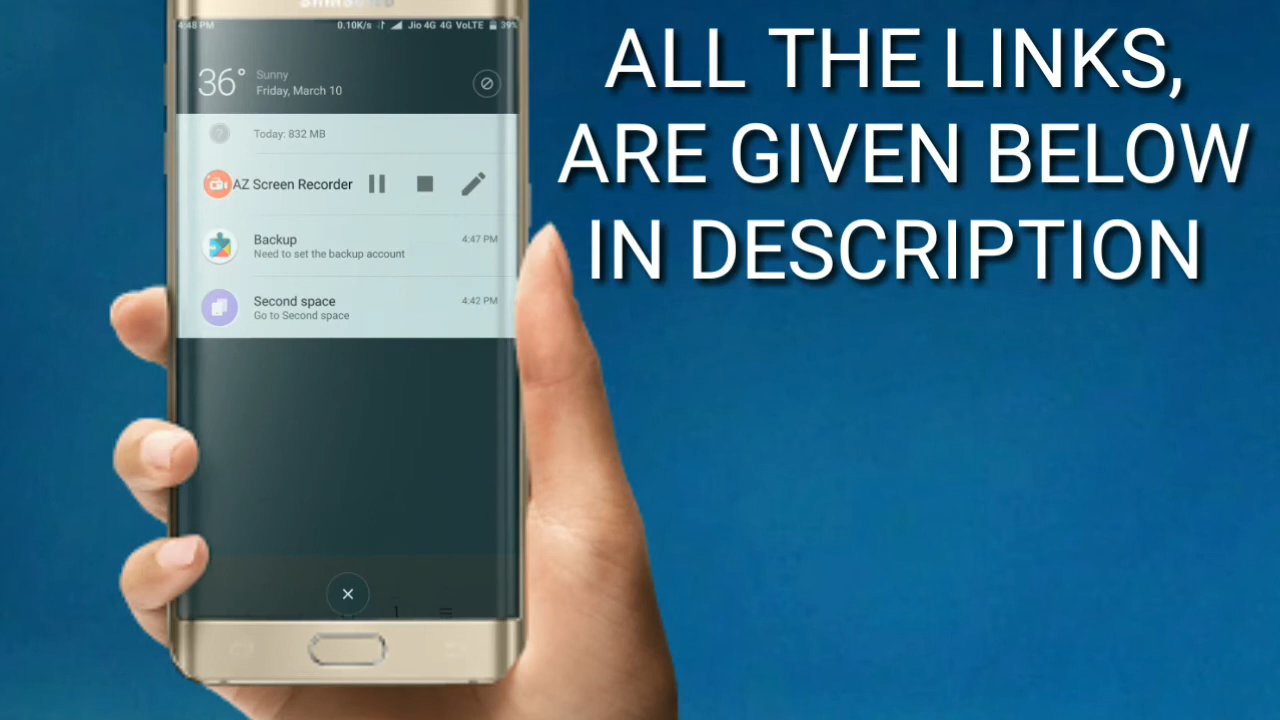 SAMSUNG
4:48 PM 0.10K/s Jio 4G 4G VoLTE 39%
36° Sunny
Friday, March 10
Today: 832 MB
AZ Screen Recorder
Backup 4:47 PM
Need to set the backup account
Second space 4:42 PM
Go to Second space
ALL THE LINKS,
ARE GIVEN BELOW
IN DESCRIPTION